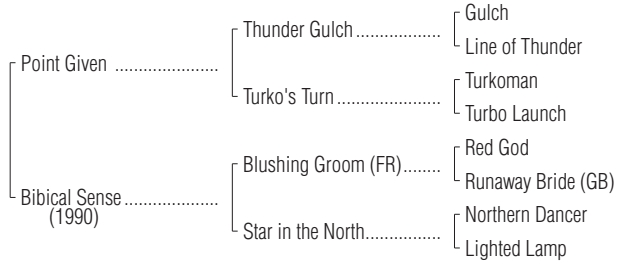 Gulch
Thunder Gulch ..................
Line of Thunder
Point Given ......................
Turkoman
Turko's Turn ......................
Turbo Launch
Red God
Blushing Groom (FR)........
Runaway Bride (GB)
Bibical Sense ....................
(1990)
Northern Dancer
Star in the North................
Lighted Lamp